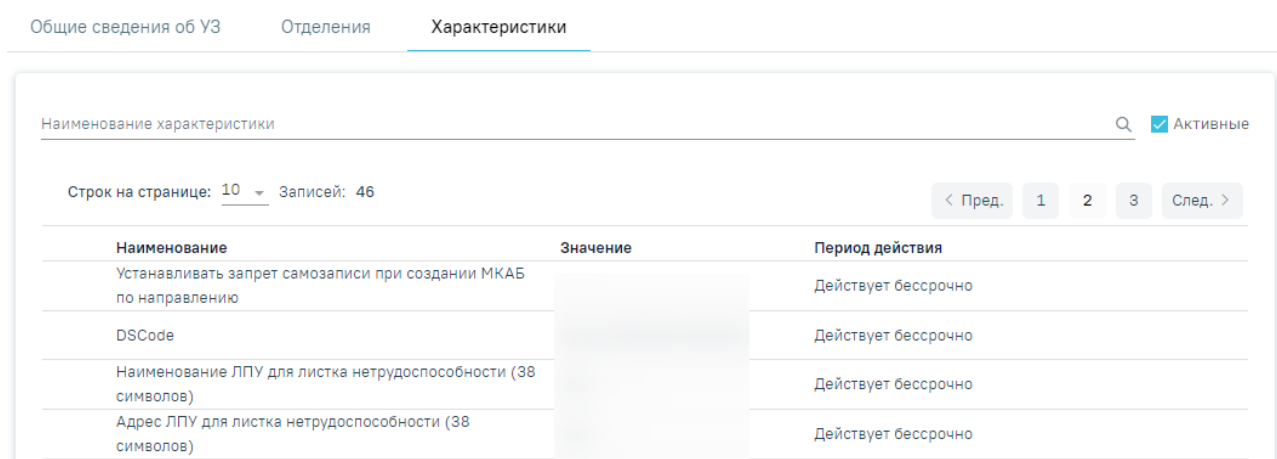 Общие сведения об УЗ Отделения Характеристики
Наименование характеристики Активные
Строк на странице: 10 Записей: 46 < Пред. 1 2 3 След. >
Наименование Значение Период действия
Устанавливать запрет самозаписи при создании МКАБ
по направлению
Действует бессрочно
DSCode Действует бессрочно
Наименование ЛПУ для листка нетрудоспособности (38
символов)
Действует бессрочно
Адрес ЛПУ для листка нетрудоспособности (38
символов)
Действует бессрочно